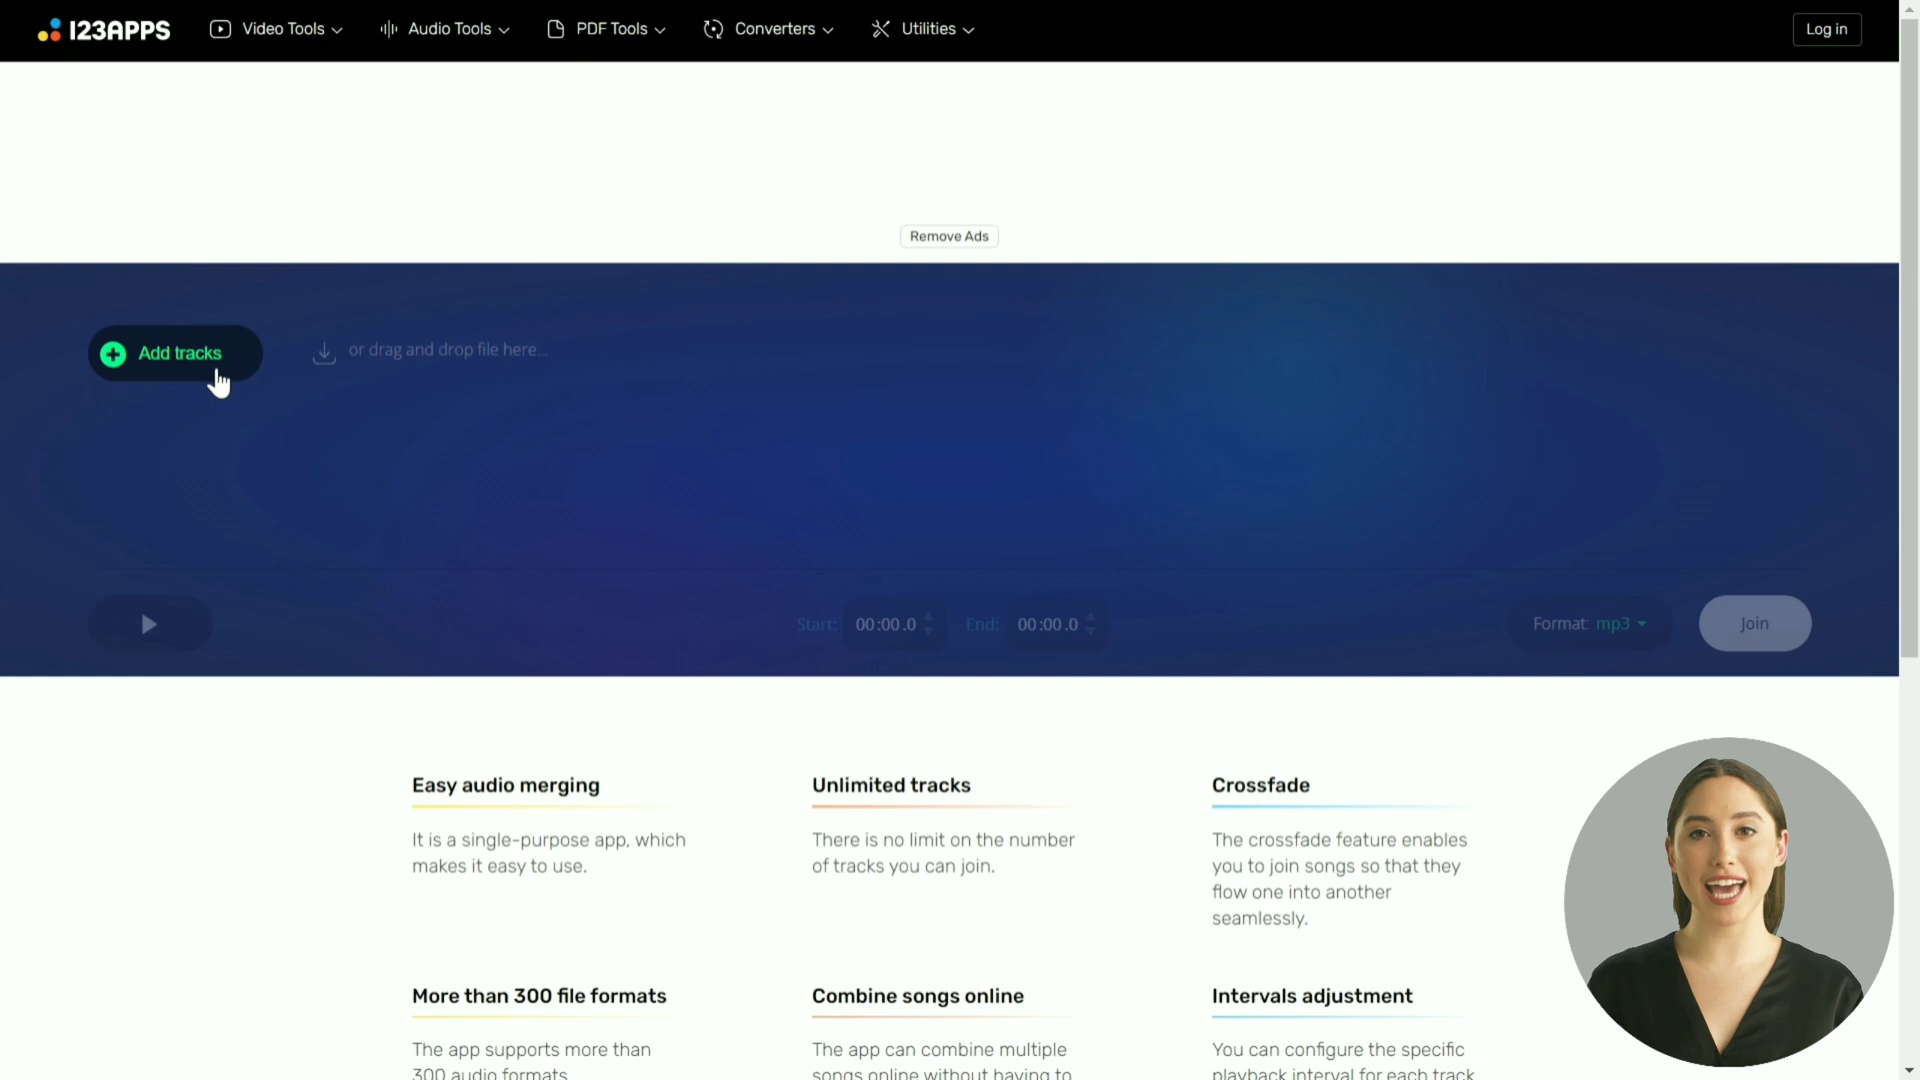 123APPS
Video Tools
Audio Tools
PDF Tools
Converters
Utilities
Log in
Remove Ads
Add tracks
or drag and drop file here...
Start: 00:00.0
End: 00:00.0
Format: mp3
Join
Easy audio merging
It is a single-purpose app, which
makes it easy to use.
Unlimited tracks
There is no limit on the number
of tracks you can join.
Crossfade
The crossfade feature enables
you to join songs so that they
flow one into another
seamlessly.
More than 300 file formats
The app supports more than
300 audio formats
Combine songs online
The app can combine multiple
songs online without having to
Intervals adjustment
You can configure the specific
playback interval for each track